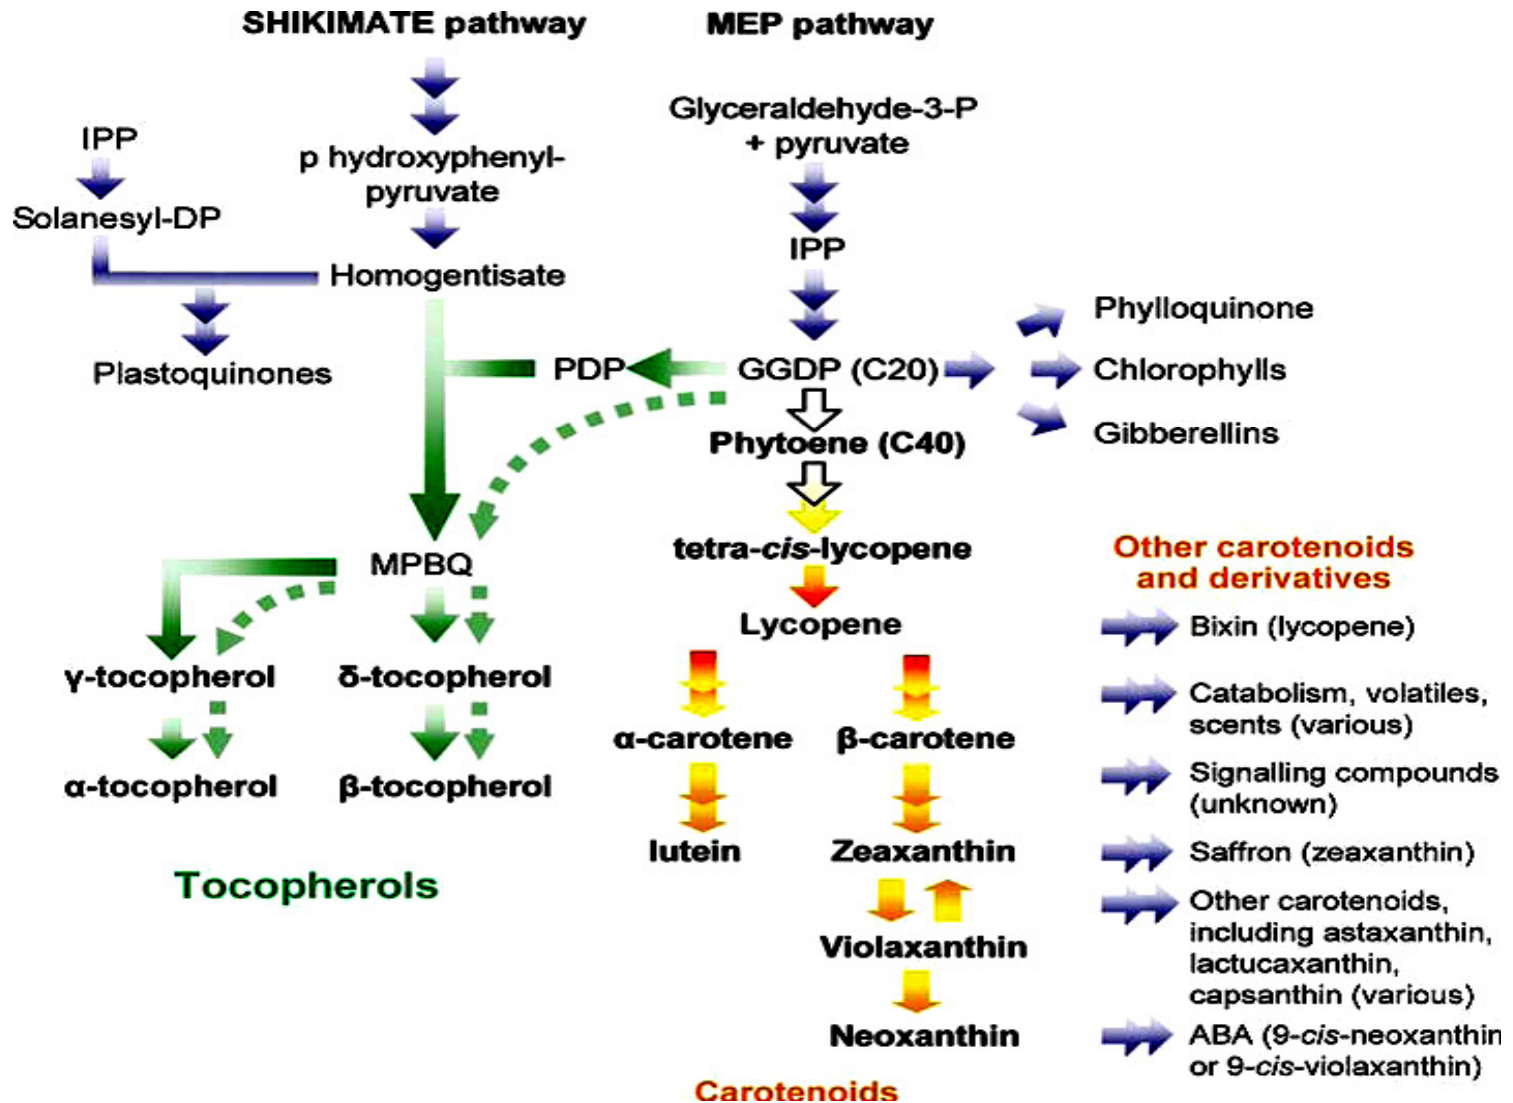 SHIKIMATE pathway
MEP pathway
Glyceraldehyde-3-P
+ pyruvate
IPP
p hydroxyphenyl-
pyruvate
Solanesyl-DP
IPP
Homogentisate
Phylloquinone
Plastoquinones
PDP
GGDP (C20)
Chlorophylls
Gibberellins
Phytoene (C40)
tetra-cis-lycopene
MPBQ
Lycopene
γ-tocopherol
δ-tocopherol
α-carotene
β-carotene
α-tocopherol
β-tocopherol
lutein
Zeaxanthin
Tocopherols
Violaxanthin
Neoxanthin
Carotenoids
Other carotenoids
and derivatives
Bixin (lycopene)
Catabolism, volatiles,
scents (various)
Signalling compounds
(unknown)
Saffron (zeaxanthin)
Other carotenoids,
including astaxanthin,
lactucaxanthin,
capsanthin (various)
ABA (9-cis-neoxanthin
or 9-cis-violaxanthin)